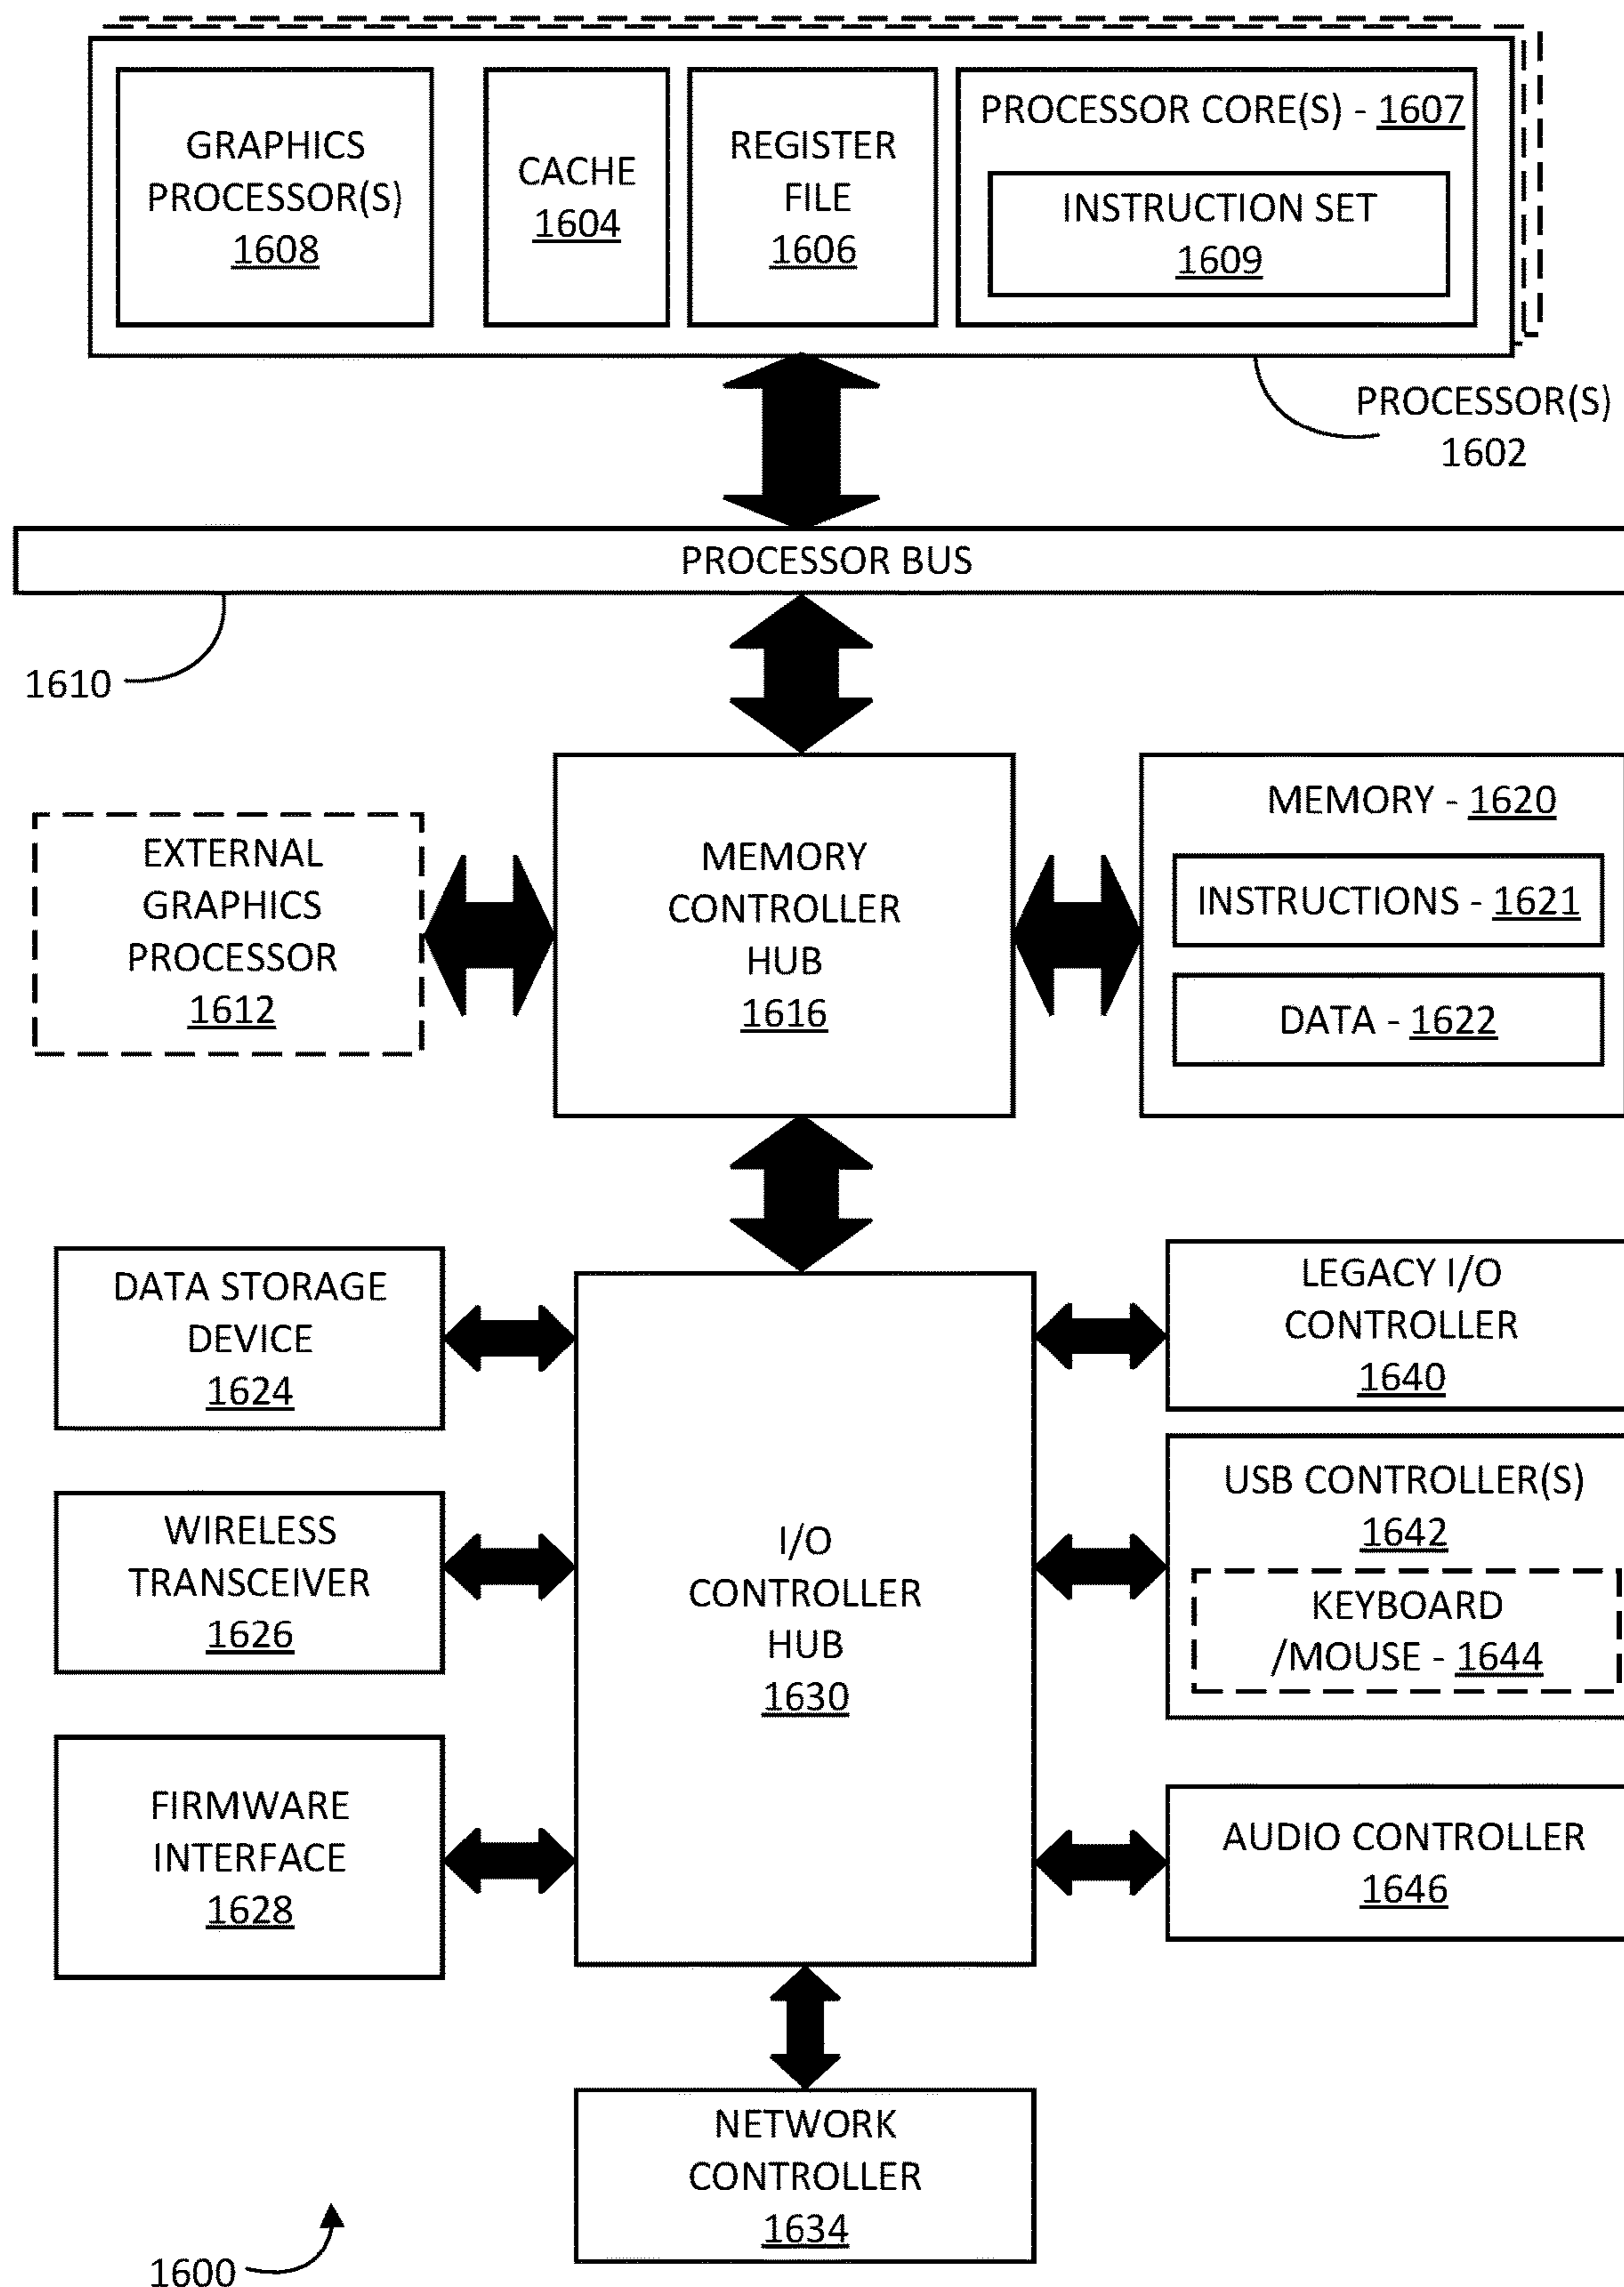 GRAPHICS
PROCESSOR(S)
1608
CACHE
1604
REGISTER
FILE
1606
PROCESSOR CORE(S) - 1607
INSTRUCTION SET
1609
PROCESSOR(S)
1602
PROCESSOR BUS
1610
EXTERNAL
GRAPHICS
PROCESSOR
1612
MEMORY
CONTROLLER
HUB
1616
MEMORY - 1620
INSTRUCTIONS - 1621
DATA - 1622
DATA STORAGE
DEVICE
1624
WIRELESS
TRANSCEIVER
1626
FIRMWARE
INTERFACE
1628
I/O
CONTROLLER
HUB
1630
LEGACY I/O
CONTROLLER
1640
USB CONTROLLER(S)
1642
KEYBOARD
/MOUSE - 1644
AUDIO CONTROLLER
1646
NETWORK
CONTROLLER
1634
1600